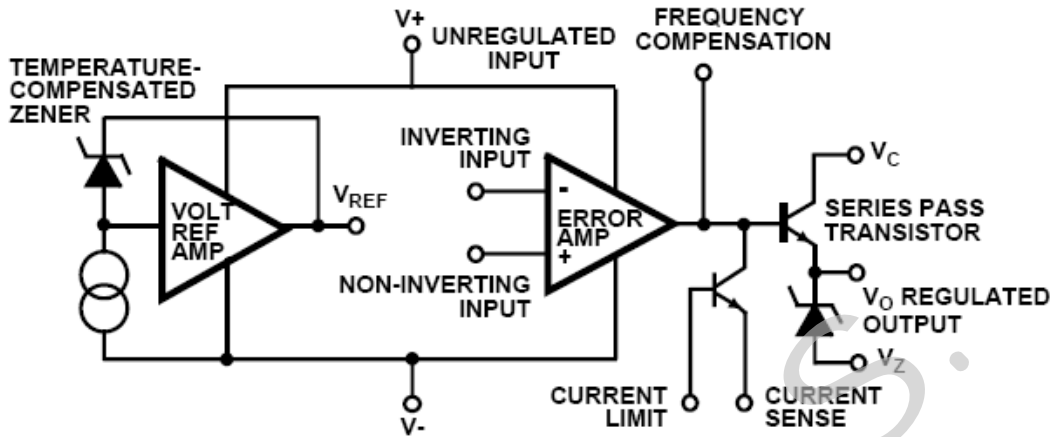 V+
UNREGULATED
INPUT
FREQUENCY
COMPENSATION
TEMPERATURE-
COMPENSATED
ZENER
INVERTING
INPUT
VREF
VOLT
REF
AMP
-
ERROR
AMP
+
NON-INVERTING
INPUT
VC
SERIES PASS
TRANSISTOR
VO REGULATED
OUTPUT
VZ
CURRENT
LIMIT
CURRENT
SENSE
V-
S.